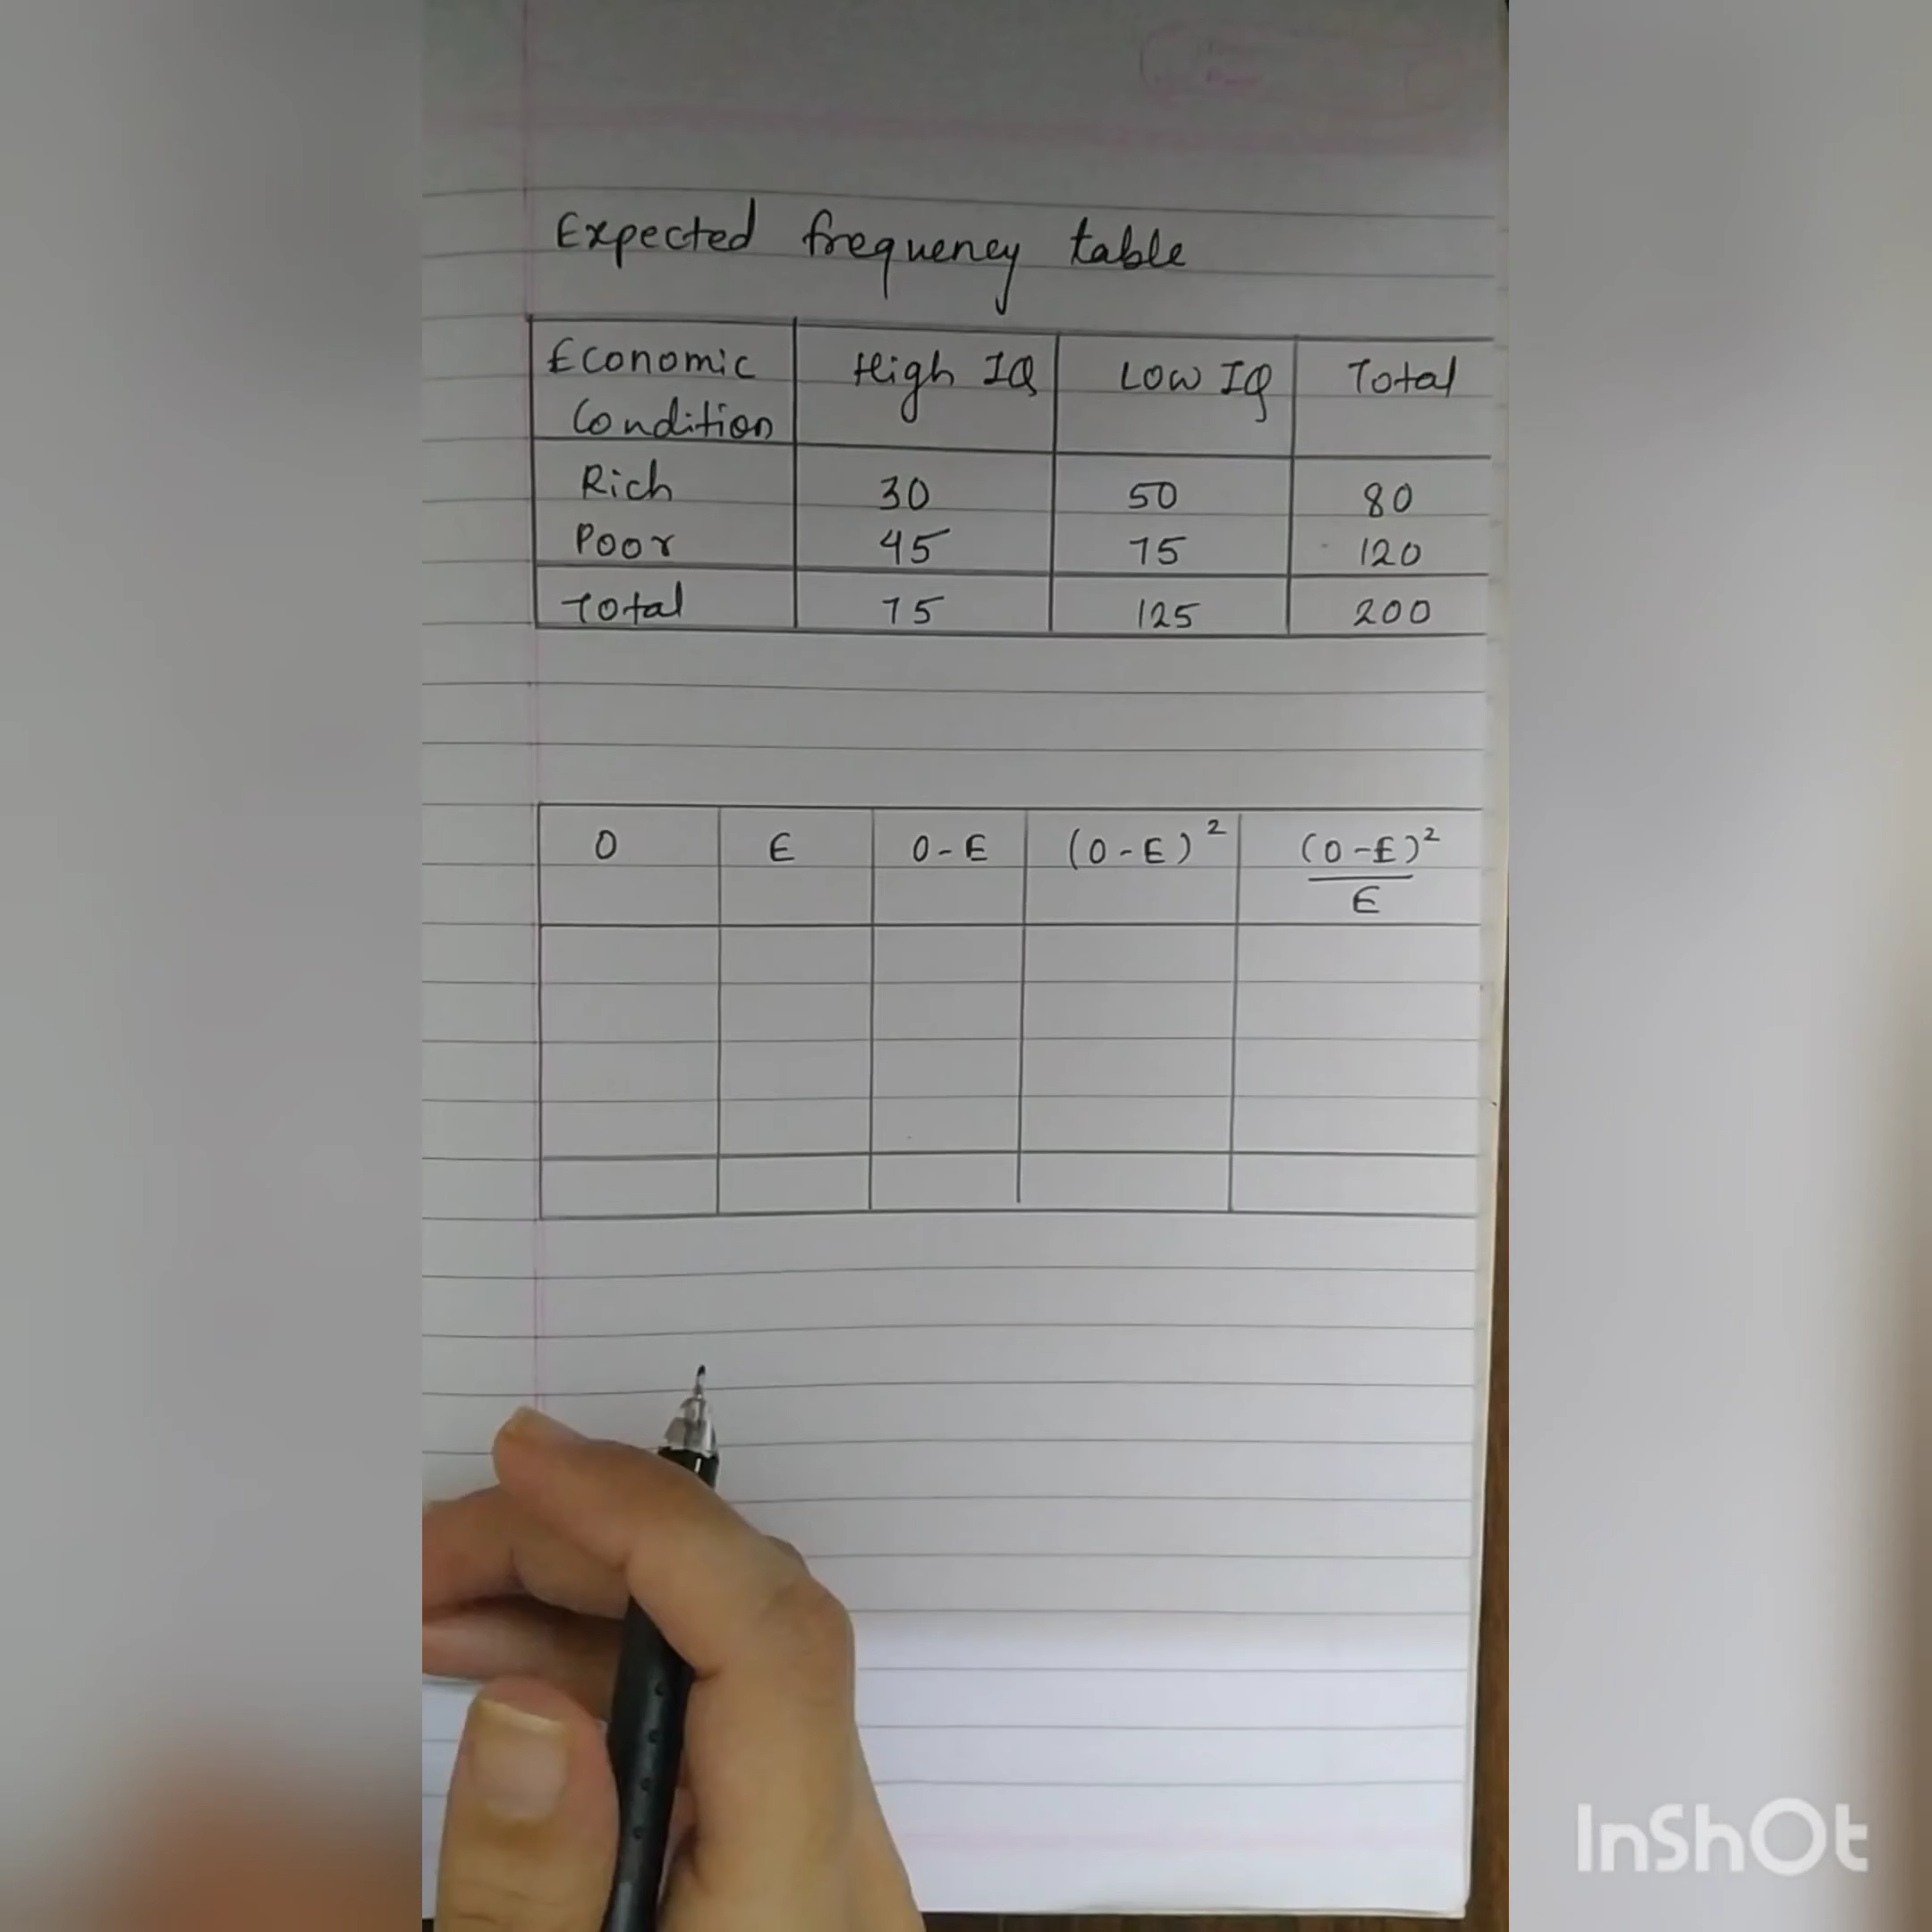 Expected frequency table
Economic Condition High IQ Low IQ Total
Rich 30 50 80
Poor 45 75 120
Total 75 125 200
O E O-E (O-E)² (O-E)²/E
InShOt